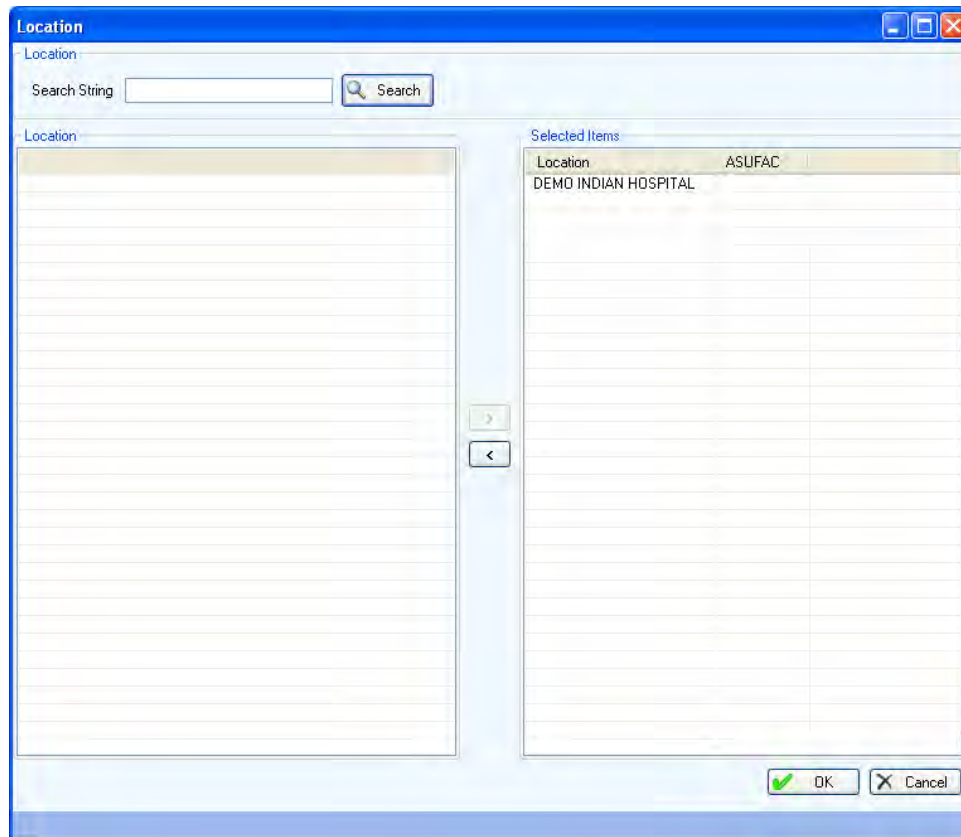 Location
Location
Search String
Search
Location
Selected Items
Location ASUFAC
DEMO INDIAN HOSPITAL
>
<
OK
Cancel